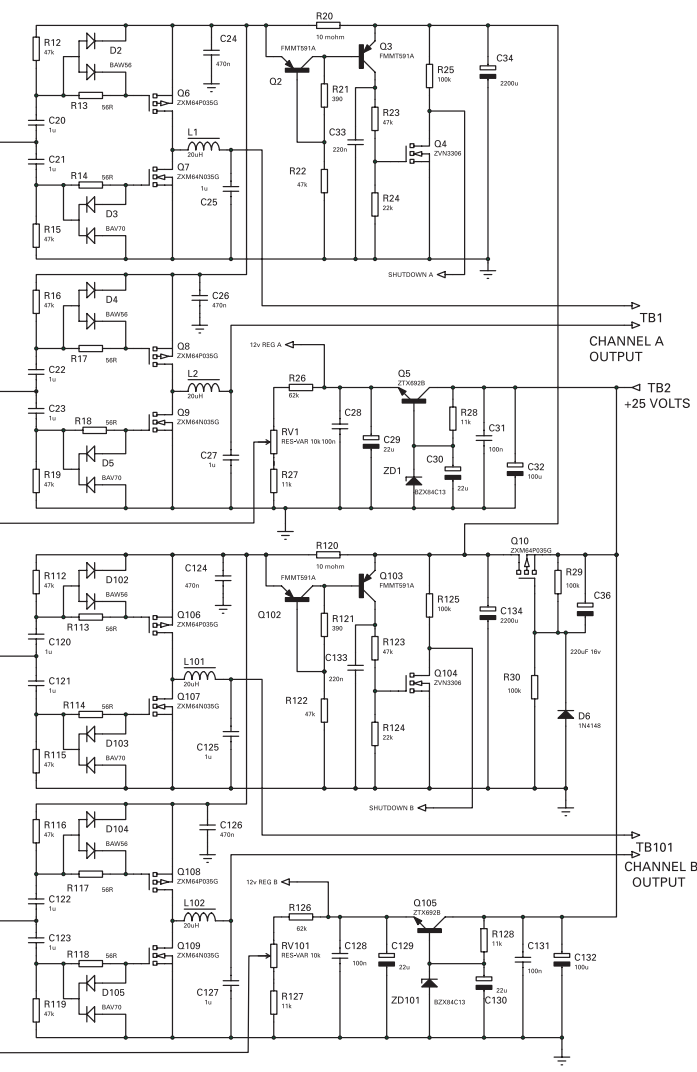 R20
10 mohm
R12
47k
D2
BAW56
C24
470n
FMMT591A
Q2
Q3
FMMT591A
R25
100k
C34
2200u
Q6
ZXM64P035G
R13 56R
R21
390
C20
1u
C33
220n
R23
47k
L1
20uH
Q4
ZVN3306
C21
1u
Q7
ZXM64N035G
R14 56R
1u
C25
R22
47k
R24
22k
D3
BAV70
R15
47k
SHUTDOWN A
R16
47k
D4
BAW56
C26
470n
TB1
CHANNEL A
OUTPUT
Q8
ZXM64P035G
12v REG A
R17 56R
C22
1u
L2
20uH
R26
62k
Q5
ZTX692B
TB2
+25 VOLTS
C23
1u
Q9
ZXM64N035G
R18 56R
RV1
RES-VAR 10k
C28
100n
C29
22u
R28
11k
C31
100n
C27
1u
D5
BAV70
R19
47k
R27
11k
ZD1
BZX84C13
C30
22u
C32
100u
R120
10 mohm
Q10
ZXM64P035G
R112
47k
D102
BAW56
C124
470n
FMMT591A
Q102
Q103
FMMT591A
R125
100k
C134
2200u
R29
100k
C36
220uF 16v
Q106
ZXM64P035G
R113 56R
R121
390
C120
1u
C133
220n
R123
47k
L101
20uH
Q104
ZVN3306
R30
100k
C121
1u
Q107
ZXM64N035G
R114 56R
R122
47k
D6
1N4148
R124
22k
C125
1u
D103
BAV70
R115
47k
SHUTDOWN B
R116
47k
D104
BAW56
C126
470n
TB101
CHANNEL B
OUTPUT
Q108
ZXM64P035G
12v REG B
R117 56R
C122
1u
L102
20uH
R126
62k
Q105
ZTX692B
C123
1u
Q109
ZXM64N035G
R118 56R
RV101
RES-VAR 10k
C128
100n
C129
22u
R128
11k
C131
100n
C132
100u
C127
1u
D105
BAV70
R119
47k
R127
11k
ZD101
BZX84C13
22u
C130